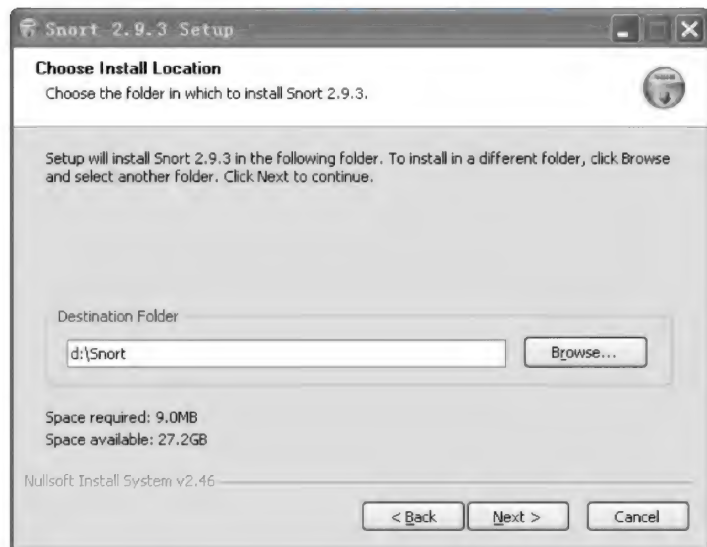 Snort 2.9.3 Setup
Choose Install Location
Choose the folder in which to install Snort 2.9.3.
Setup will install Snort 2.9.3 in the following folder. To install in a different folder, click Browse
and select another folder. Click Next to continue.
Destination Folder
d:\Snort
Browse...
Space required: 9.0MB
Space available: 27.2GB
Nullsoft Install System v2.46
< Back
Next >
Cancel